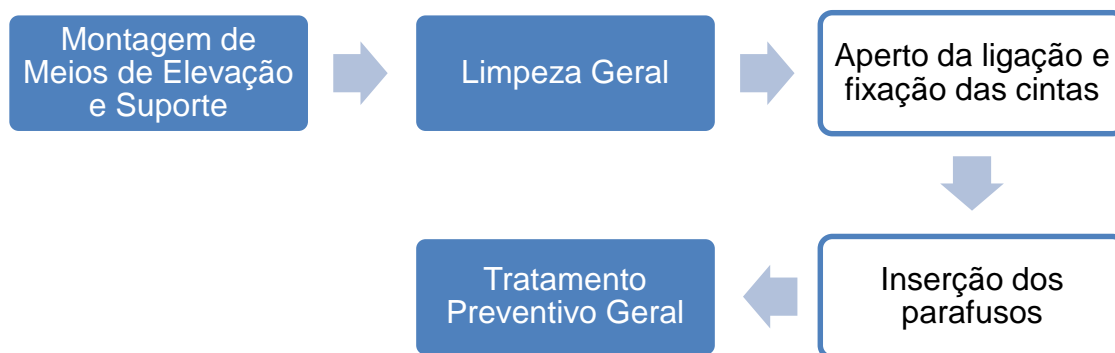 Montagem de
Meios de Elevação
e Suporte
Limpeza Geral
Aperto da ligação e
fixação das cintas
Inserção dos
parafusos
Tratamento
Preventivo Geral